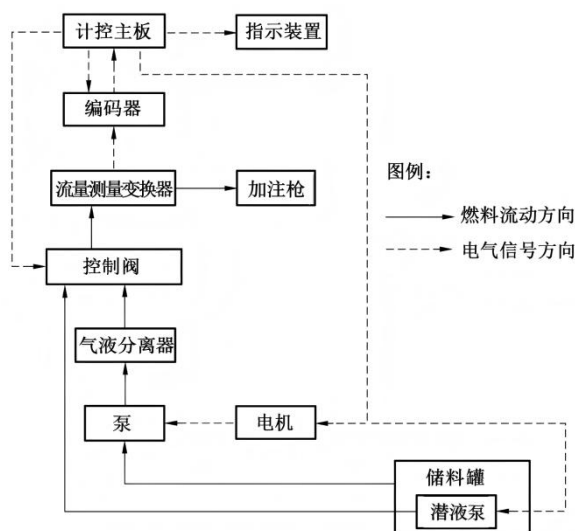 计控主板
指示装置
编码器
流量测量变换器
加注枪
图例：
燃料流动方向
电气信号方向
控制阀
气液分离器
泵
电机
储料罐
潜液泵